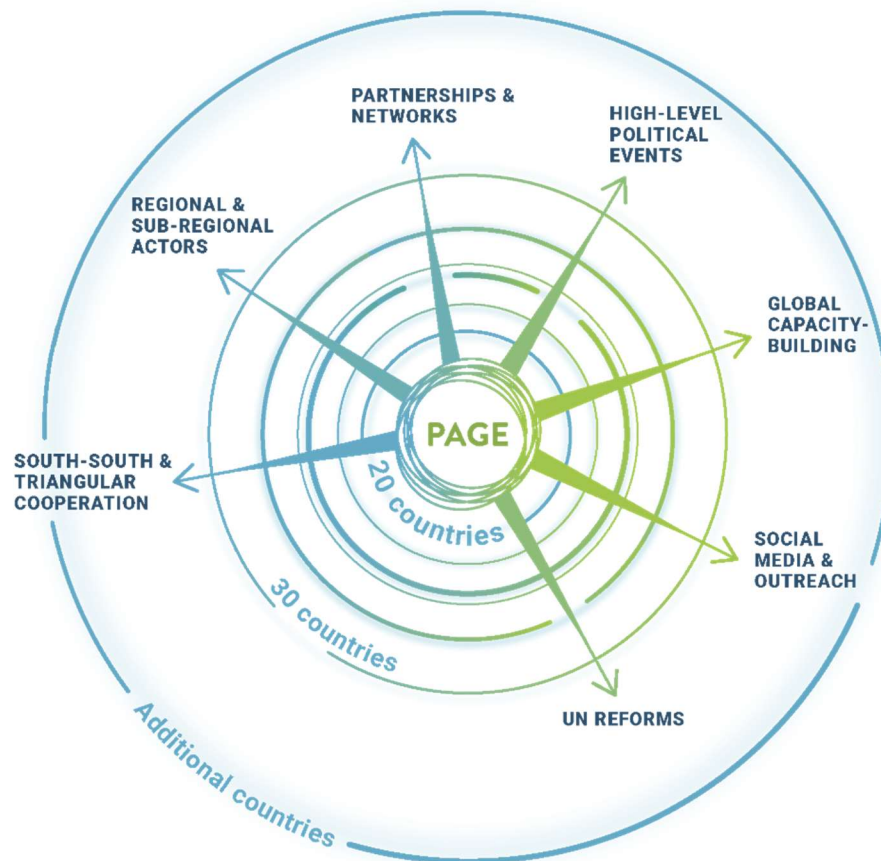 PARTNERSHIPS &
NETWORKS
HIGH-LEVEL
POLITICAL
EVENTS
REGIONAL &
SUB-REGIONAL
ACTORS
GLOBAL
CAPACITY-
BUILDING
PAGE
SOUTH-SOUTH &
TRIANGULAR
COOPERATION
20 countries
SOCIAL
MEDIA &
OUTREACH
30 countries
UN REFORMS
Additional countries